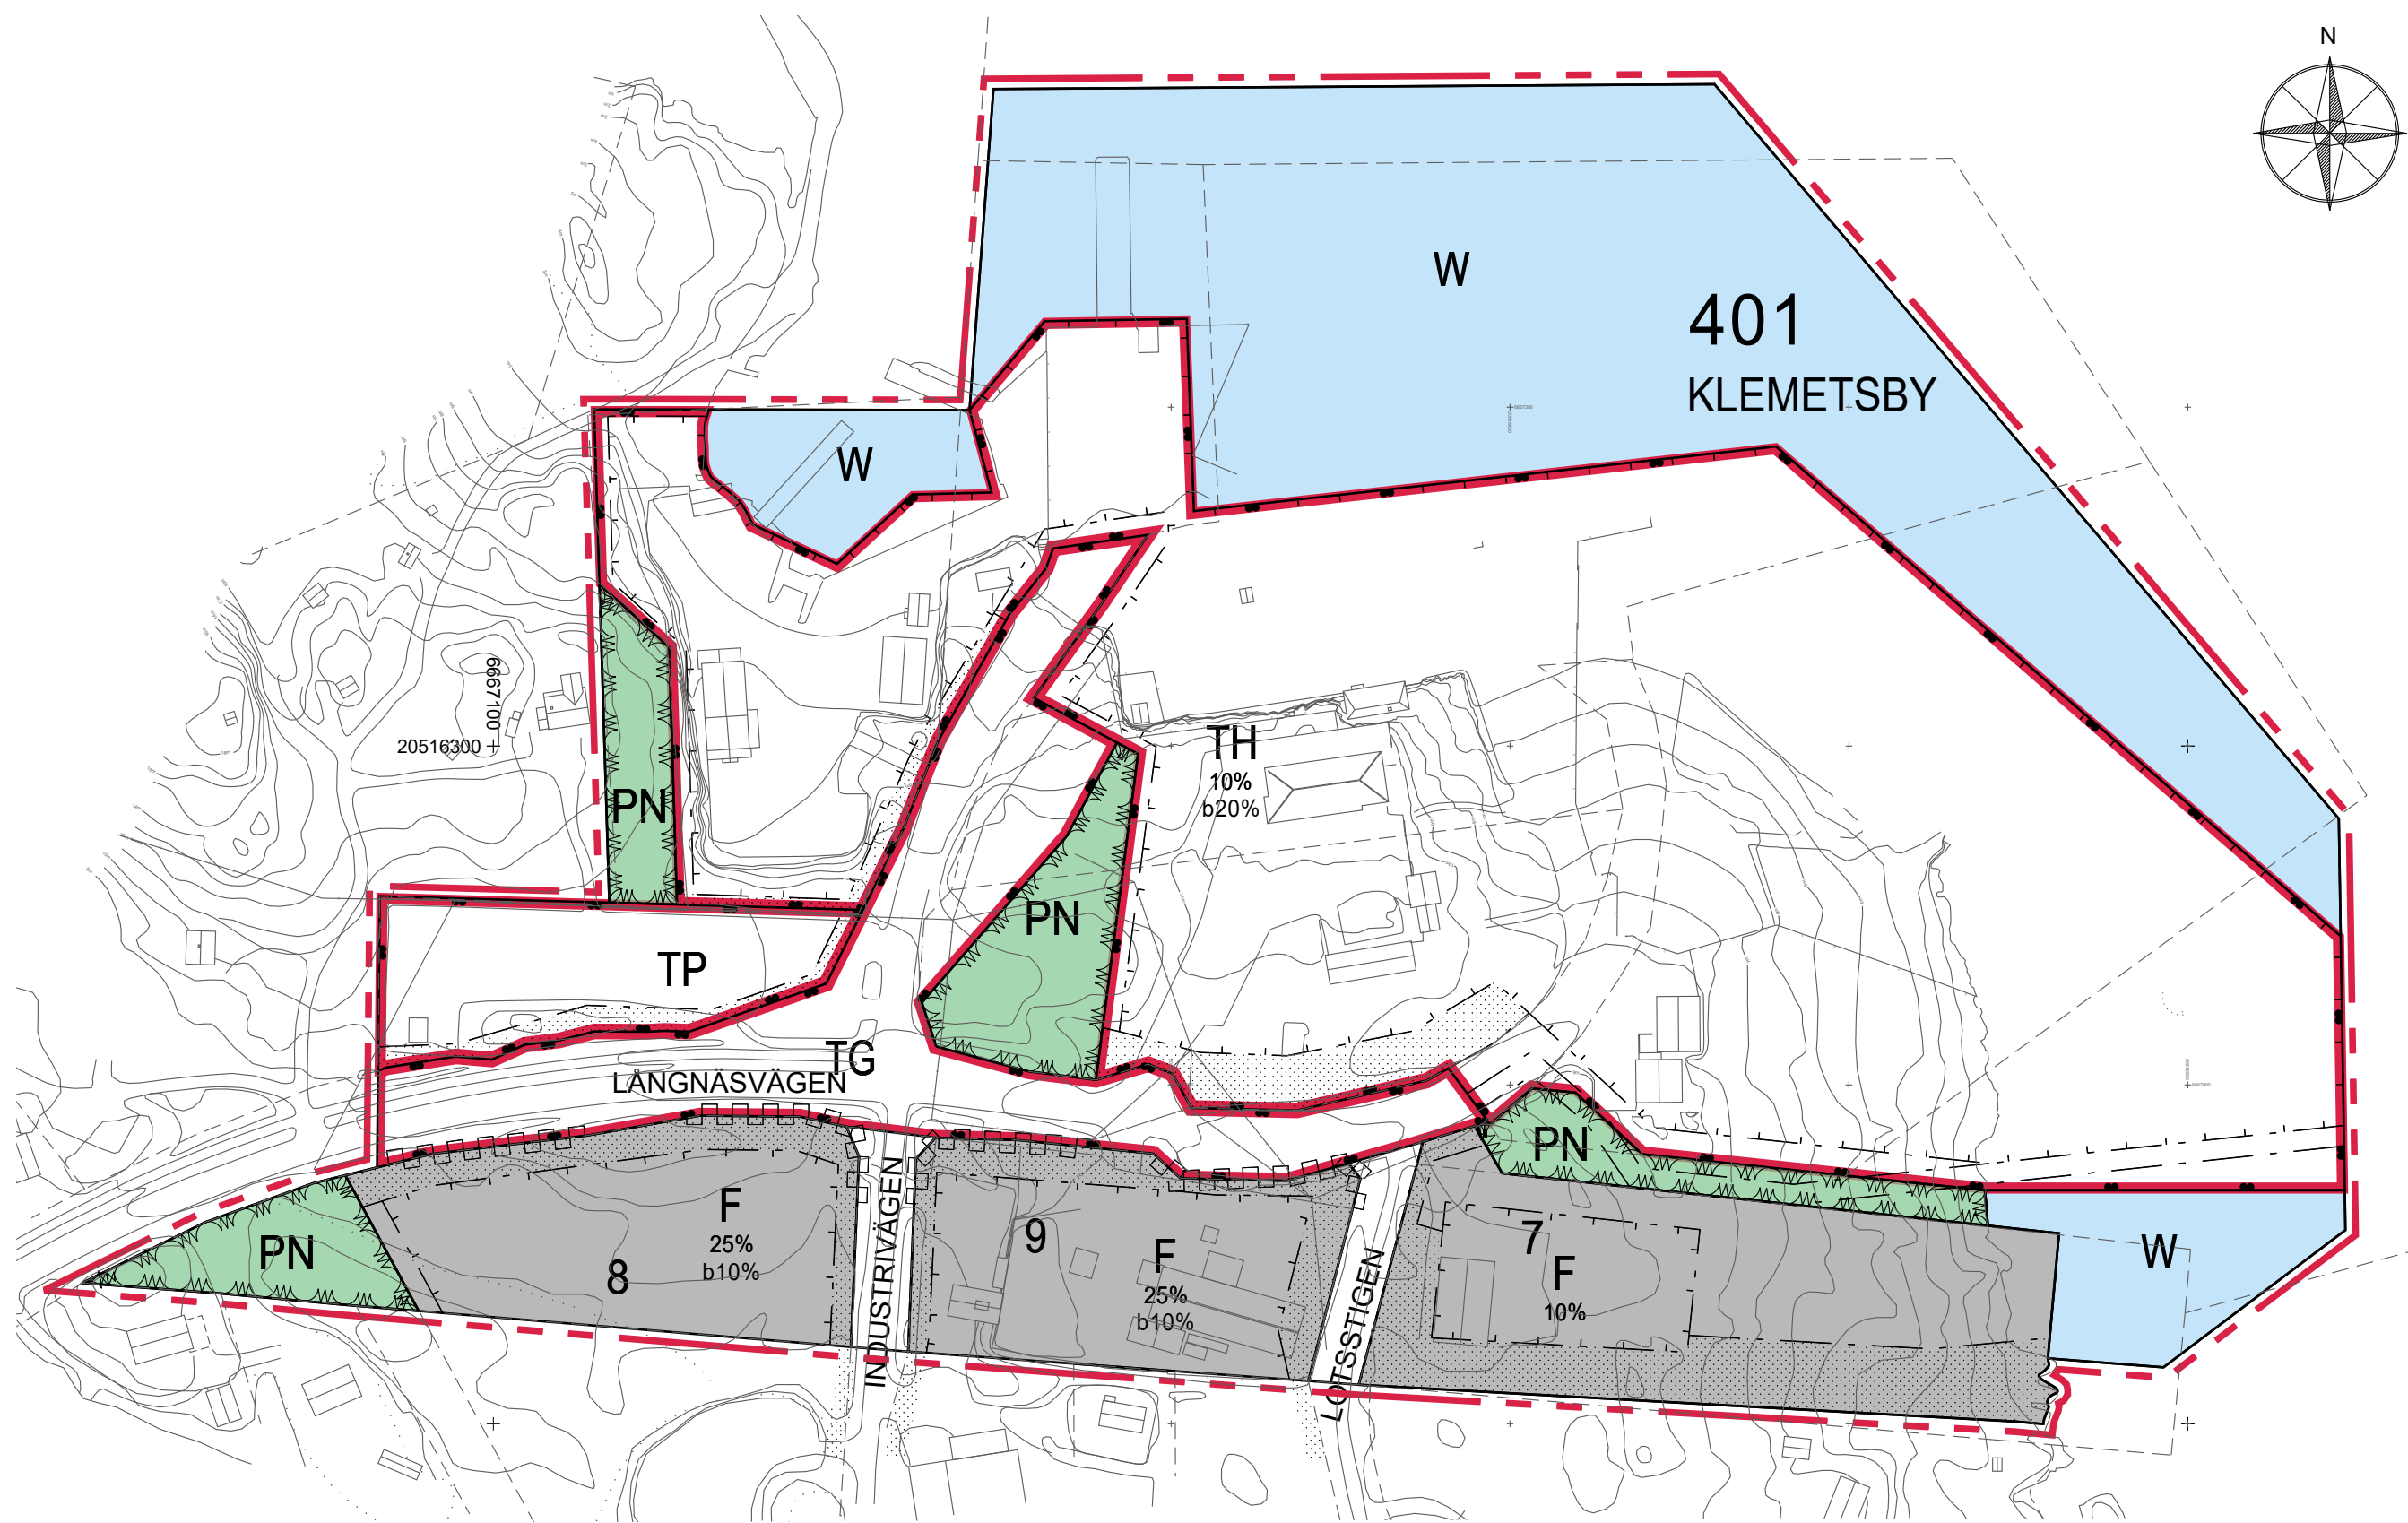 N
W
401
KLEMETSBY
W
6667100
20516300
TH
10%
b20%
PN
PN
TP
TG
LÅNGNÄSVÄGEN
PN
PN
F
25%
b10%
8
INDUSTRIVÄGEN
9
F
25%
b10%
LOTSSTIGEN
7
F
10%
W